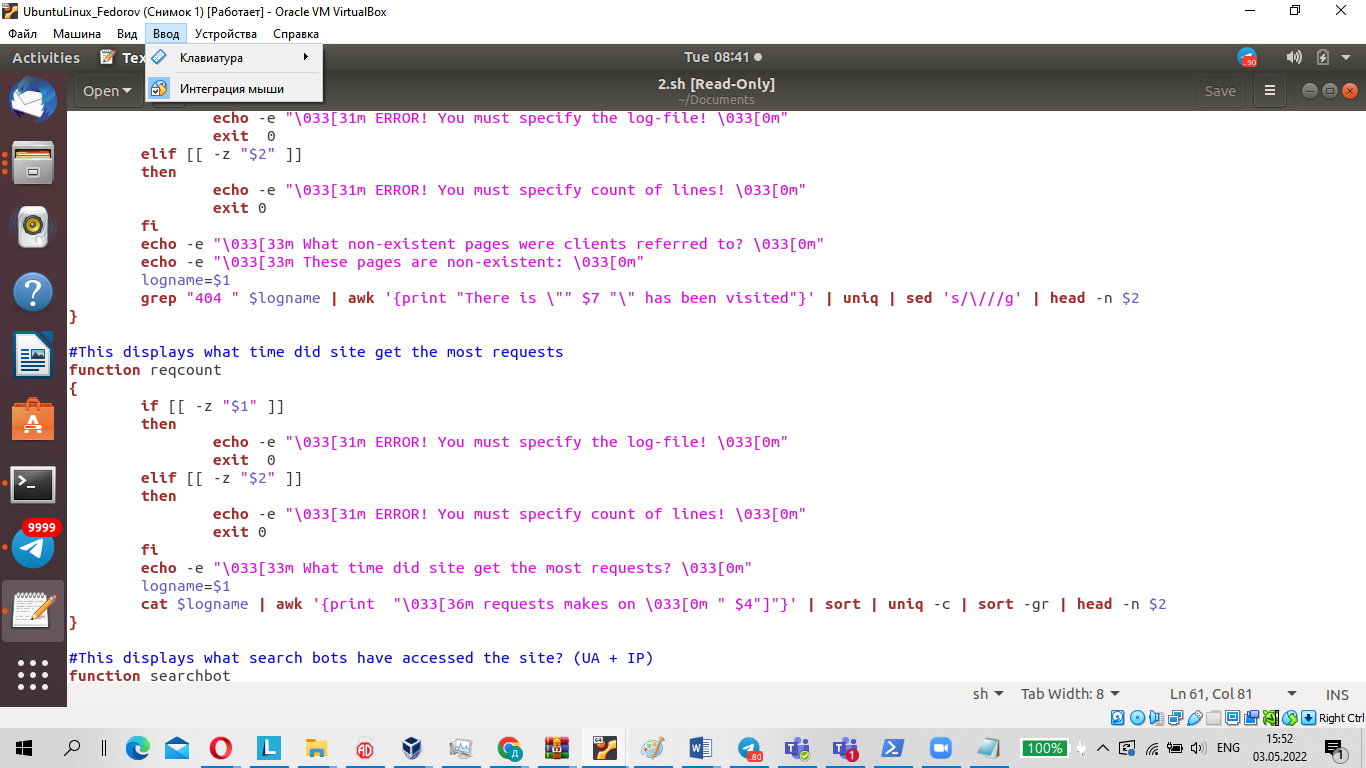 UbuntuLinux_Fedorov (Снимок 1) [Работает] - Oracle VM VirtualBox
Файл Машина Вид Ввод Устройства Справка
Клавиатура
Интеграция мыши
Activities Tex Tue 08:41
90
Open 2.sh [Read-Only] Save
~/Documents
echo -e "\033[31m ERROR! You must specify the log-file! \033[0m"
exit  0
elif [[ -z "$2" ]]
then
echo -e "\033[31m ERROR! You must specify count of lines! \033[0m"
exit 0
fi
echo -e "\033[33m What non-existent pages were clients referred to? \033[0m"
echo -e "\033[33m These pages are non-existent: \033[0m"
logname=$1
grep "404 " $logname | awk '{print "There is \"" $7 "\" has been visited"}' | uniq | sed 's/\///g' | head -n $2
}
#This displays what time did site get the most requests
function reqcount
{
if [[ -z "$1" ]]
then
echo -e "\033[31m ERROR! You must specify the log-file! \033[0m"
exit  0
elif [[ -z "$2" ]]
then
echo -e "\033[31m ERROR! You must specify count of lines! \033[0m"
exit 0
fi
echo -e "\033[33m What time did site get the most requests? \033[0m"
logname=$1
cat $logname | awk '{print  "\033[36m requests makes on \033[0m " $4"]"}' | sort | uniq -c | sort -gr | head -n $2
}
#This displays what search bots have accessed the site? (UA + IP)
function searchbot
9999
sh Tab Width: 8 Ln 61, Col 81 INS
Right Ctrl
100% ENG 15:52
03.05.2022